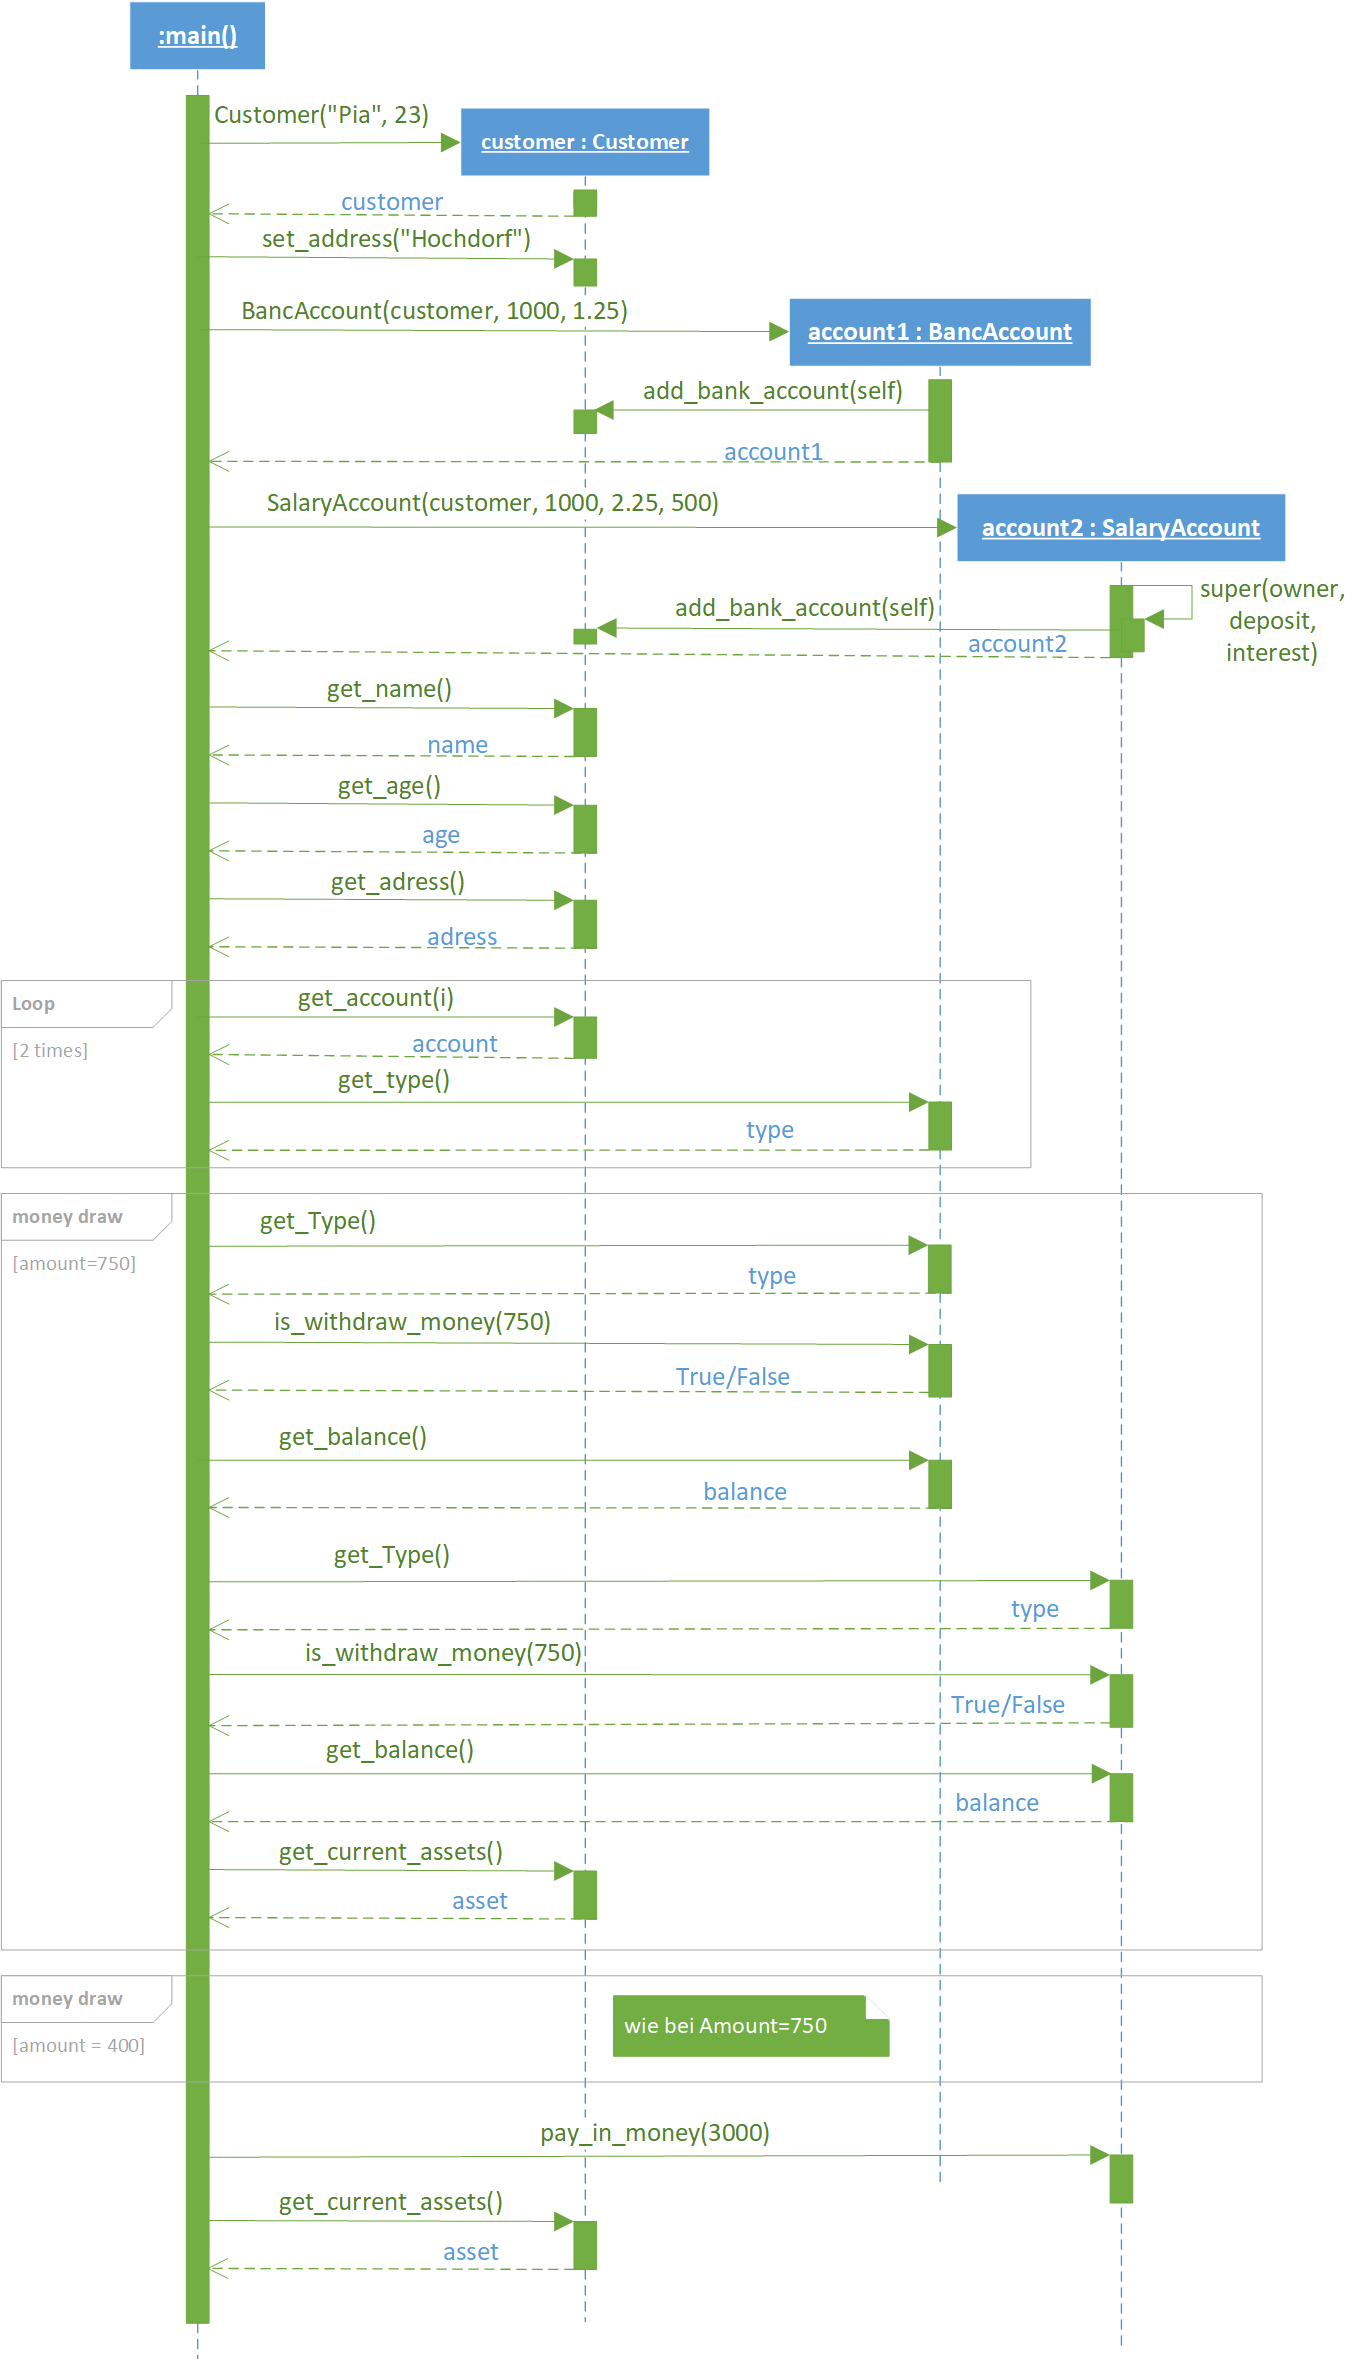 :main()
Customer("Pia", 23)
customer : Customer
customer
set_address("Hochdorf")
BancAccount(customer, 1000, 1.25)
account1 : BancAccount
add_bank_account(self)
account1
SalaryAccount(customer, 1000, 2.25, 500)
account2 : SalaryAccount
super(owner,
deposit,
interest)
add_bank_account(self)
account2
get_name()
name
get_age()
age
get_adress()
adress
Loop
[2 times]
get_account(i)
account
get_type()
type
money draw
[amount=750]
get_Type()
type
is_withdraw_money(750)
True/False
get_balance()
balance
get_Type()
type
is_withdraw_money(750)
True/False
get_balance()
balance
get_current_assets()
asset
money draw
[amount = 400]
wie bei Amount=750
pay_in_money(3000)
get_current_assets()
asset